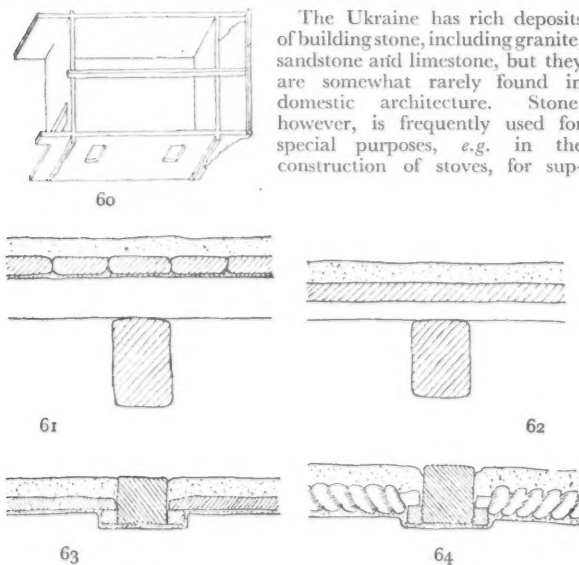 The Ukraine has rich deposits
of building stone, including granite,
sandstone and limestone, but they
are somewhat rarely found in
domestic architecture. Stone,
however, is frequently used for
special purposes, e.g. in the
construction of stoves, for sup-
60
61
62
63
64